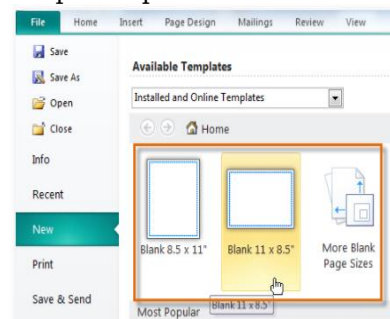 File Home Insert Page Design Mailings Review View
Save
Save As
Open
Close
Info
Recent
New
Print
Save & Send
Available Templates
Installed and Online Templates
Home
Blank 8.5 x 11"
Blank 11 x 8.5"
More Blank
Page Sizes
Most Popular
Blank 11 x 8.5"